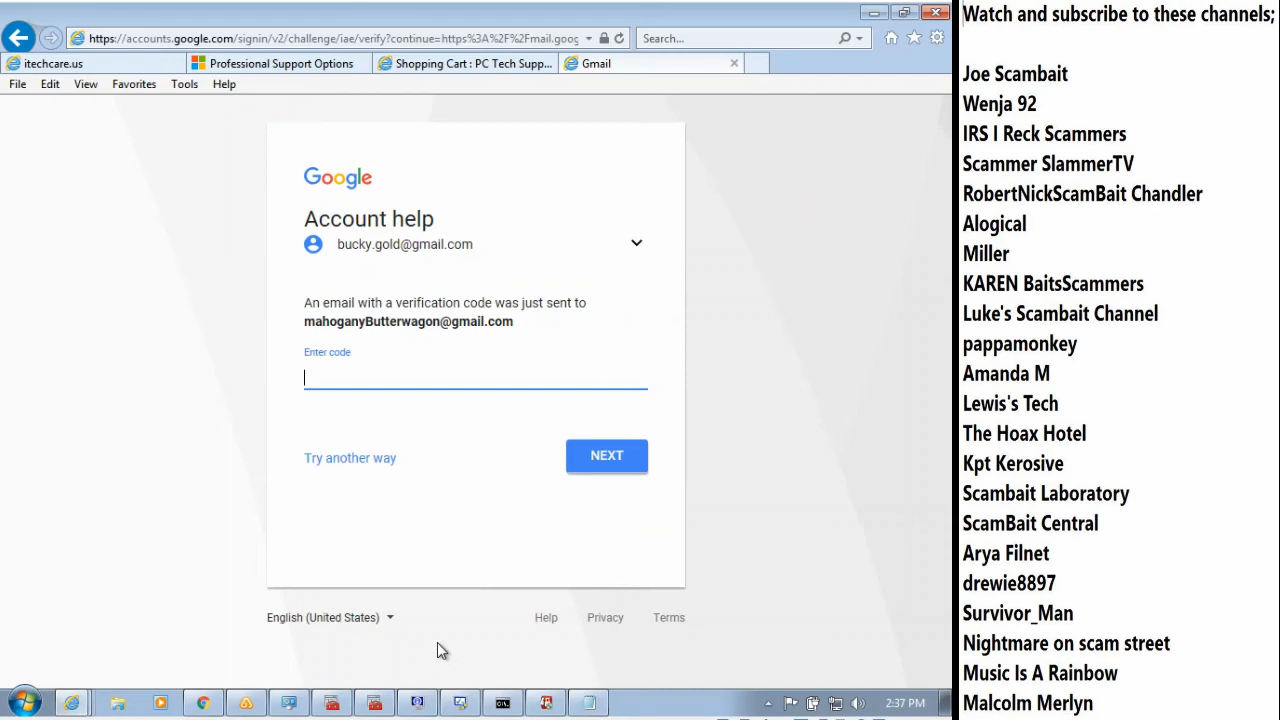 https://accounts.google.com/signin/v2/challenge/iae/verify?continue=https%3A%2F%2Fmail.goog
Search...
itechcare.us
Professional Support Options
Shopping Cart : PC Tech Supp...
Gmail
File Edit View Favorites Tools Help
Google
Account help
bucky.gold@gmail.com
An email with a verification code was just sent to
mahoganyButterwagon@gmail.com
Enter code
Try another way
NEXT
English (United States)
Help Privacy Terms
2:37 PM
Watch and subscribe to these channels;
Joe Scambait
Wenja 92
IRS I Reck Scammers
Scammer SlammerTV
RobertNickScamBait Chandler
Alogical
Miller
KAREN BaitsScammers
Luke's Scambait Channel
pappamonkey
Amanda M
Lewis's Tech
The Hoax Hotel
Kpt Kerosive
Scambait Laboratory
ScamBait Central
Arya Filnet
drewie8897
Survivor_Man
Nightmare on scam street
Music Is A Rainbow
Malcolm Merlyn